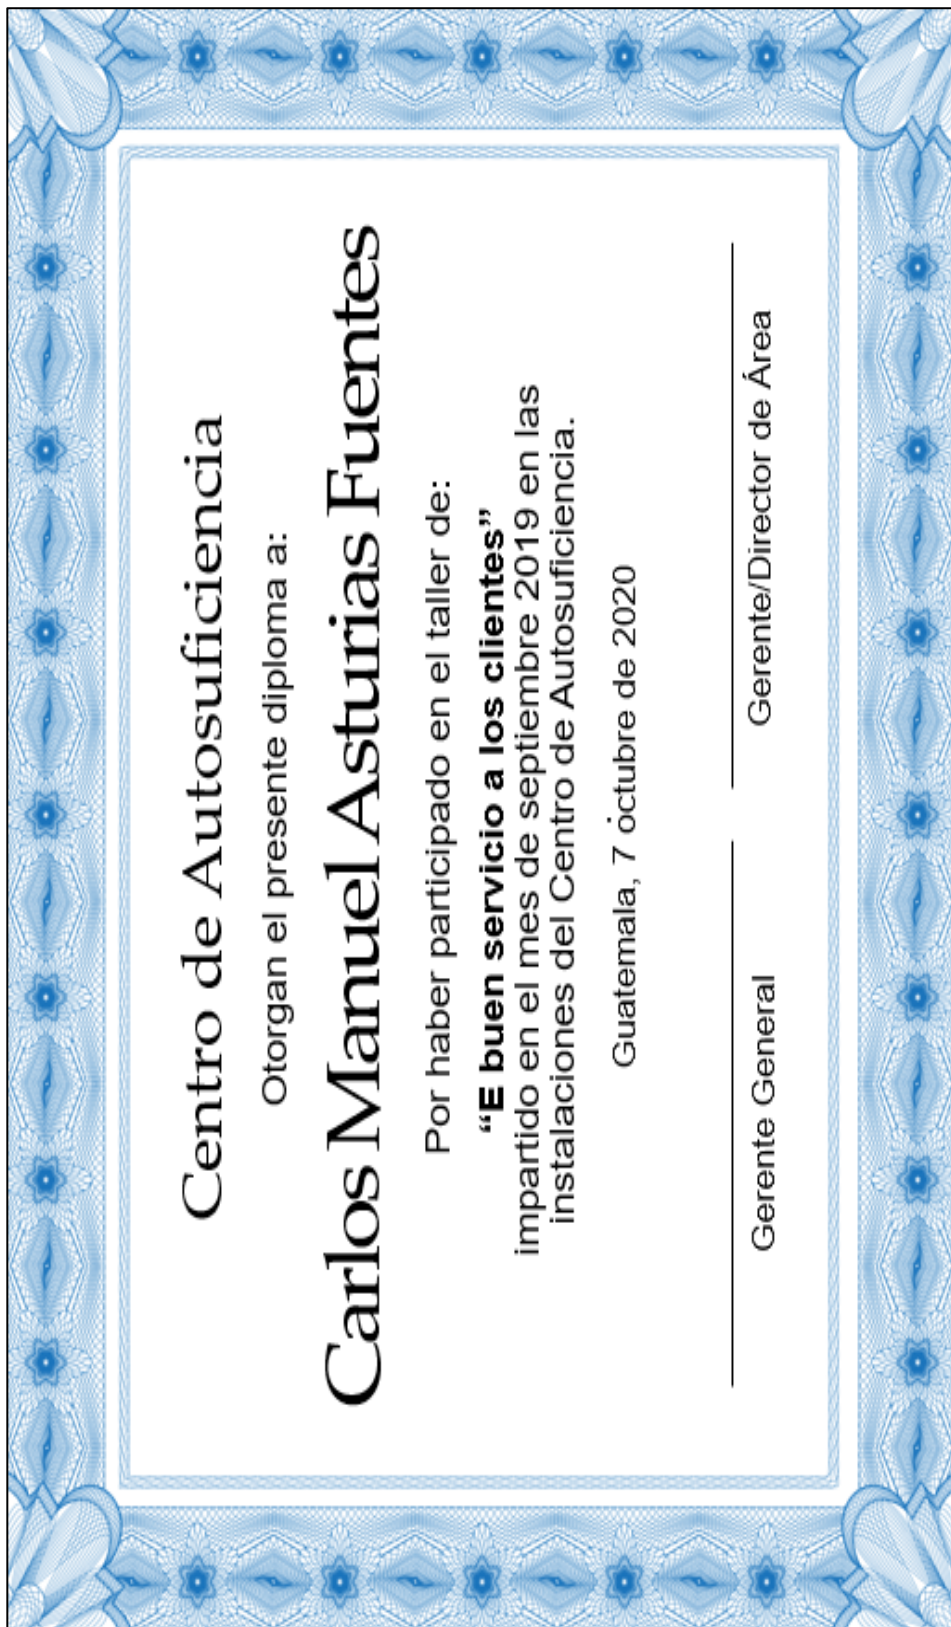 Centro de Autosuficiencia
Otorgan el presente diploma a:
Carlos Manuel Asturias Fuentes
Por haber participado en el taller de:
“E buen servicio a los clientes”
impartido en el mes de septiembre 2019 en las
instalaciones del Centro de Autosuficiencia.
Guatemala, 7 octubre de 2020
Gerente General
Gerente/Director de Área